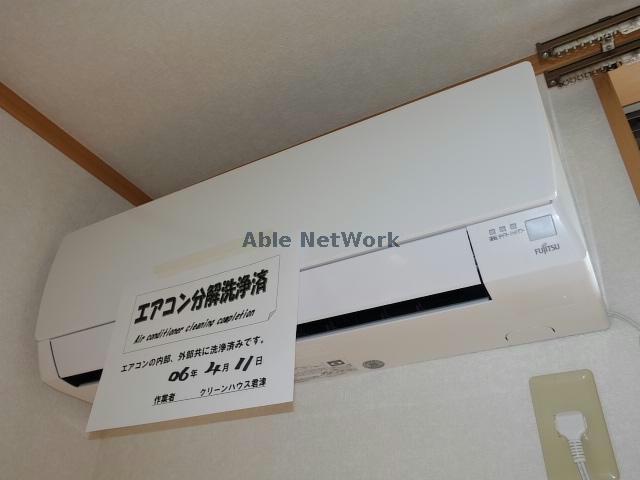 Able NetWork
FUJITSU
エアコン分解洗浄済
Air conditioner cleaning completion
エアコンの内部、外部共に洗浄済みです。
06年 4月 11日
作業者 クリーンハウス君津